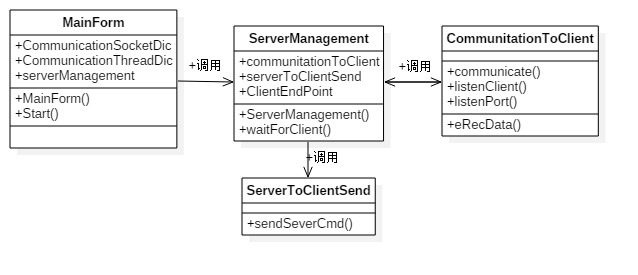 MainForm
+CommunicationSocketDic
+CommunicationThreadDic
+serverManagement
+MainForm()
+Start()
+调用
ServerManagement
+communitationToClient
+serverToClientSend
+ClientEndPoint
+ServerManagement()
+waitForClient()
+调用
CommunitationToClient
+communicate()
+listenClient()
+listenPort()
+eRecData()
+调用
ServerToClientSend
+sendSeverCmd()